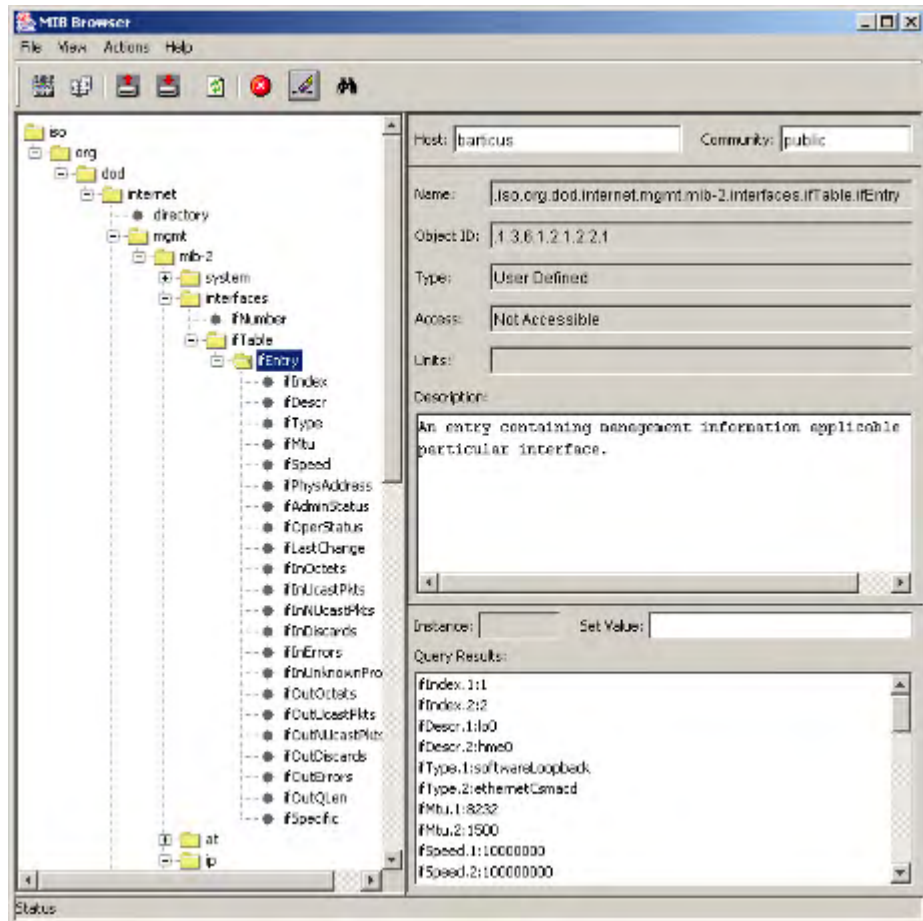 MIB Browser
File View Actions Help
iso
org
dod
internet
directory
mgmt
mib-2
system
interfaces
ifNumber
ifTable
ifEntry
ifIndex
ifDescr
ifType
ifMtu
ifSpeed
ifPhysAddress
ifAdminStatus
ifOperStatus
ifLastChange
ifInOctets
ifInUcastPkts
ifInNUcastPkts
ifInDiscards
ifInErrors
ifInUnknownPro
ifOutOctets
ifOutUcastPkts
ifOutNUcastPkts
ifOutDiscards
ifOutErrors
ifOutQLen
ifSpecific
at
ip
Host: barticus Community: public
Name: .iso.org.dod.internet.mgmt.mib-2.interfaces.ifTable.ifEntry
Object ID: .1.3.6.1.2.1.2.2.1
Type: User Defined
Access: Not Accessible
Units:
Description:
An entry containing management information applicable
particular interface.
Instance: Set Value:
Query Results:
ifIndex.1:1
ifIndex.2:2
ifDescr.1:lo0
ifDescr.2:hme0
ifType.1:softwareLoopback
ifType.2:ethernetCsmacd
ifMtu.1:8232
ifMtu.2:1500
ifSpeed.1:10000000
ifSpeed.2:100000000
Status